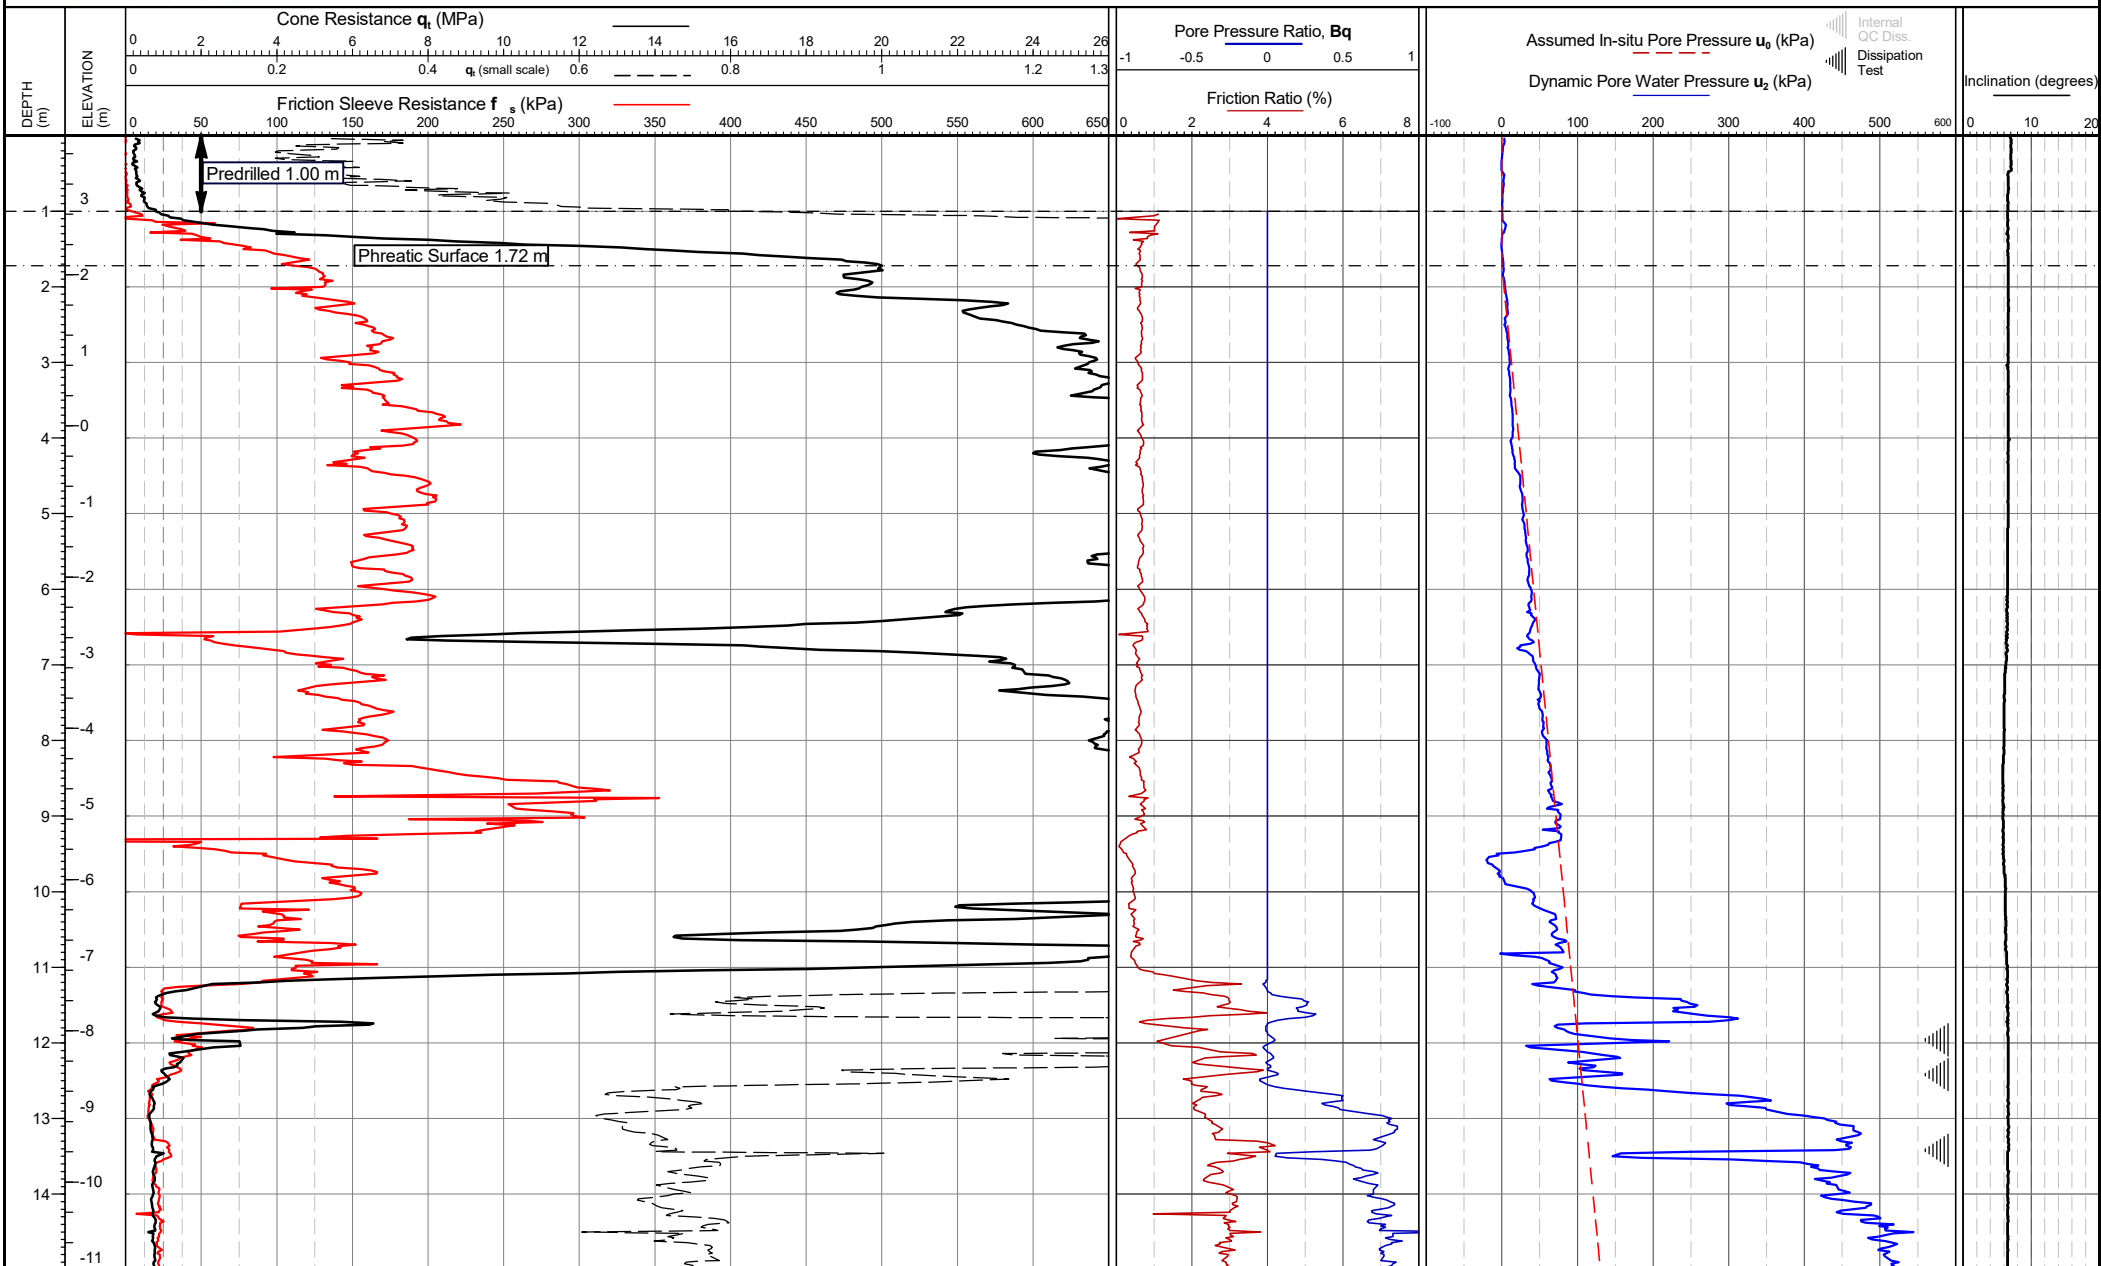 Cone Resistance qt (MPa)
0 2 4 6 8 10 12 14 16 18 20 22 24 26
0 0.2 0.4 qt (small scale) 0.6 0.8 1 1.2 1.3
Friction Sleeve Resistance f s (kPa)
0 50 100 150 200 250 300 350 400 450 500 550 600 650
DEPTH (m)
ELEVATION (m)
Pore Pressure Ratio, Bq
-1 -0.5 0 0.5 1
Friction Ratio (%)
0 2 4 6 8
Assumed In-situ Pore Pressure u0 (kPa)
Dynamic Pore Water Pressure u2 (kPa)
-100 0 100 200 300 400 500 600
Internal
QC Diss.
Dissipation
Test
Inclination (degrees)
0 10 20
Predrilled 1.00 m
Phreatic Surface 1.72 m
1
2
3
4
5
6
7
8
9
10
11
12
13
14
3
2
1
0
-1
-2
-3
-4
-5
-6
-7
-8
-9
-10
-11